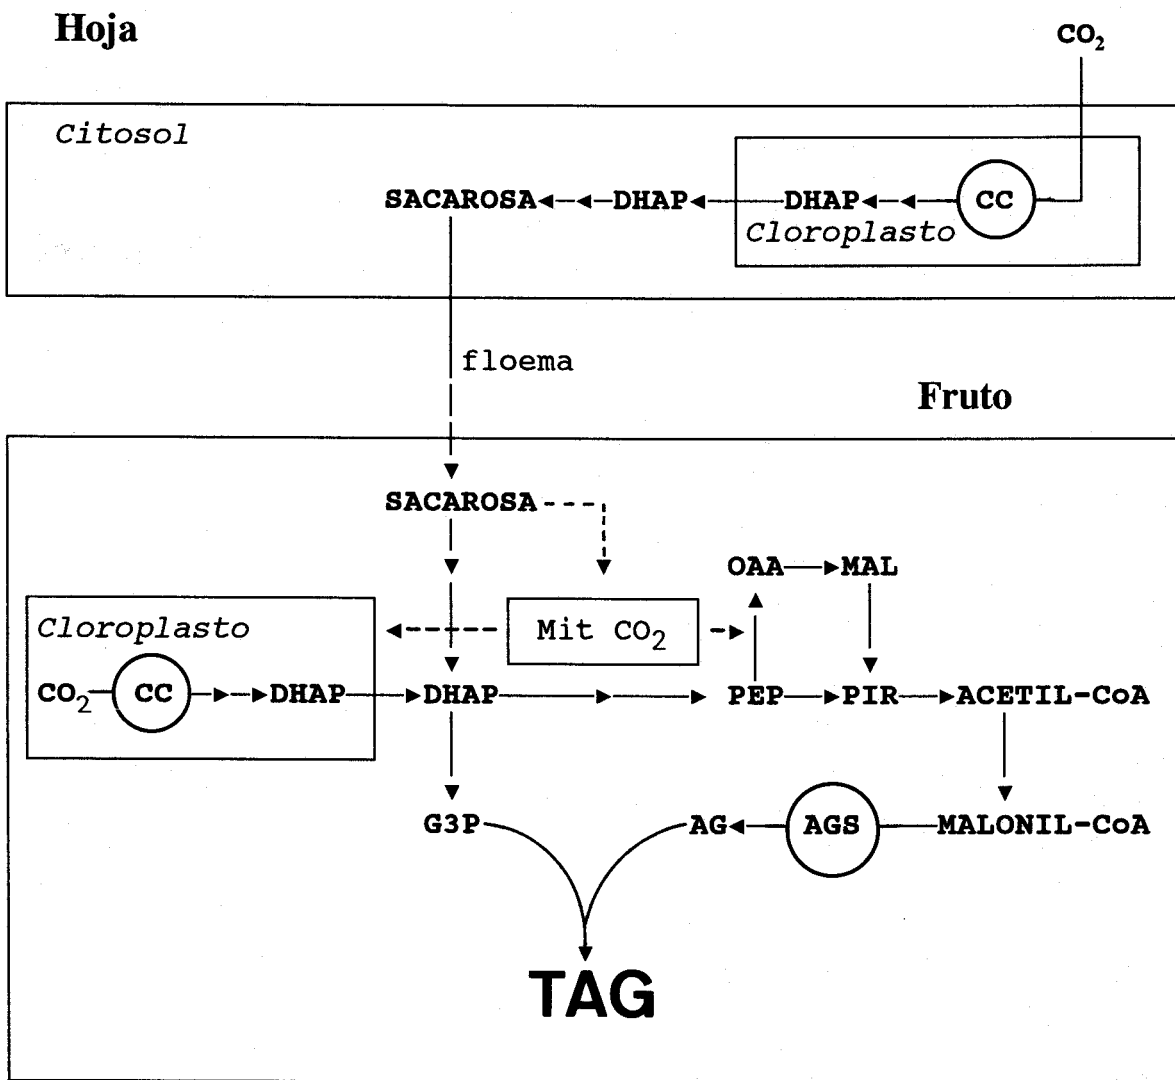 Hoja
CO₂
Citosol
SACAROSA DHAP DHAP CC
Cloroplasto
floema
Fruto
SACAROSA
OAA MAL
Cloroplasto Mit CO₂
CO₂ CC DHAP DHAP PEP PIR ACETIL-CoA
G3P AG AGS MALONIL-CoA
TAG